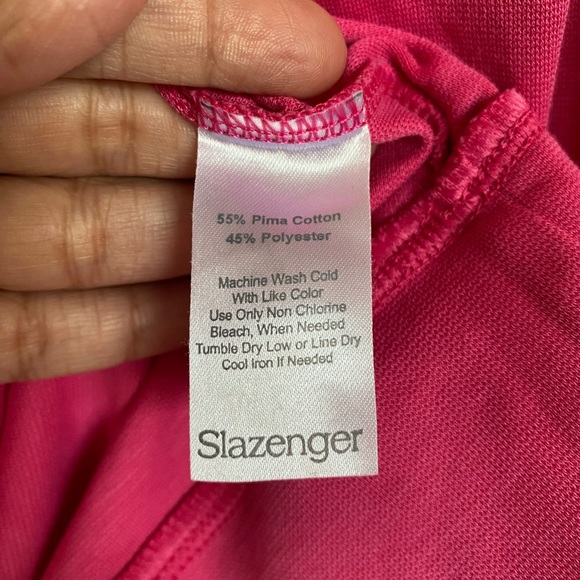 55% Pima Cotton
45% Polyester
Machine Wash Cold
With Like Color
Use Only Non Chlorine
Bleach, When Needed
Tumble Dry Low or Line Dry
Cool Iron If Needed
Slazenger